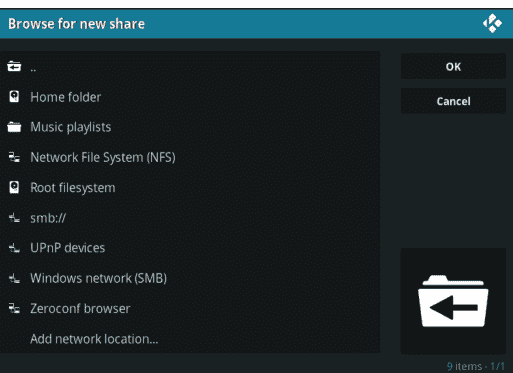 Browse for new share
..
Home folder
Music playlists
Network File System (NFS)
Root filesystem
smb://
UPnP devices
Windows network (SMB)
Zeroconf browser
Add network location...
OK
Cancel
9 items - 1/1